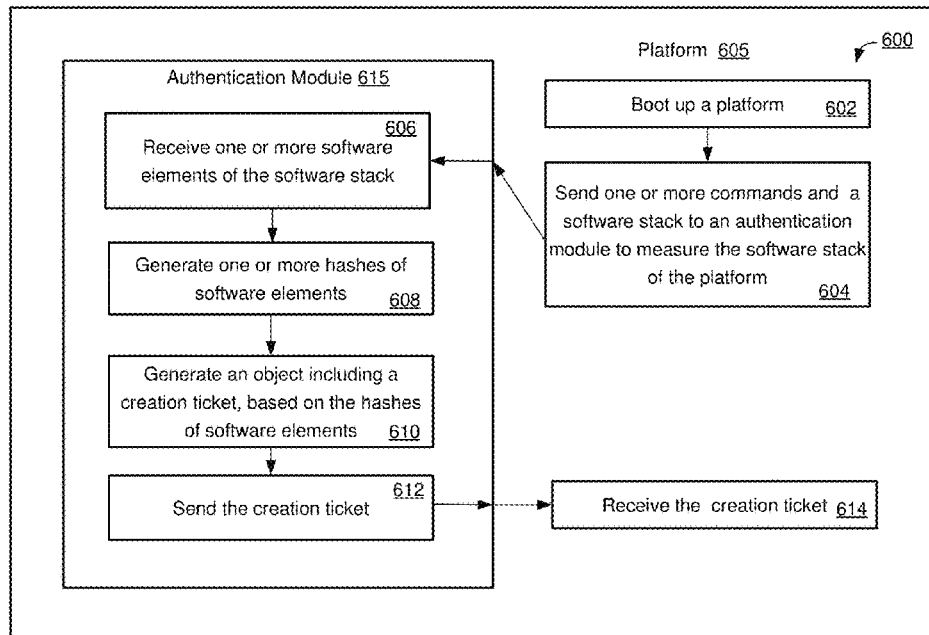 600
Platform 605
Boot up a platform 602
Send one or more commands and a
software stack to an authentication
module to measure the software stack
of the platform
604
Authentication Module 615
606
Receive one or more software
elements of the software stack
Generate one or more hashes of
software elements 608
Generate an object including a
creation ticket, based on the hashes
of software elements 610
612
Send the creation ticket
Receive the creation ticket 614